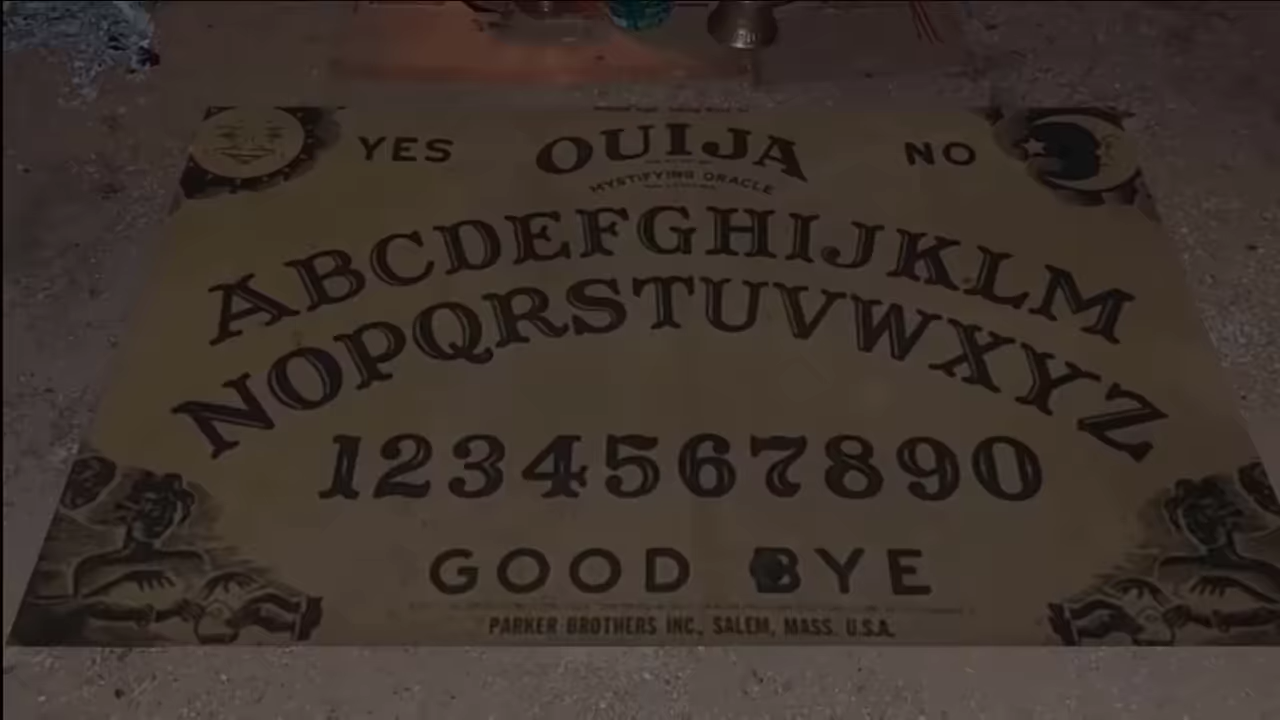 YES OUIJA NO
MYSTIFYING ORACLE
ABCDEFGHIJKLM
NOPQRSTUVWXYZ
1234567890
GOOD BYE
PARKER BROTHERS INC., SALEM, MASS. U.S.A.